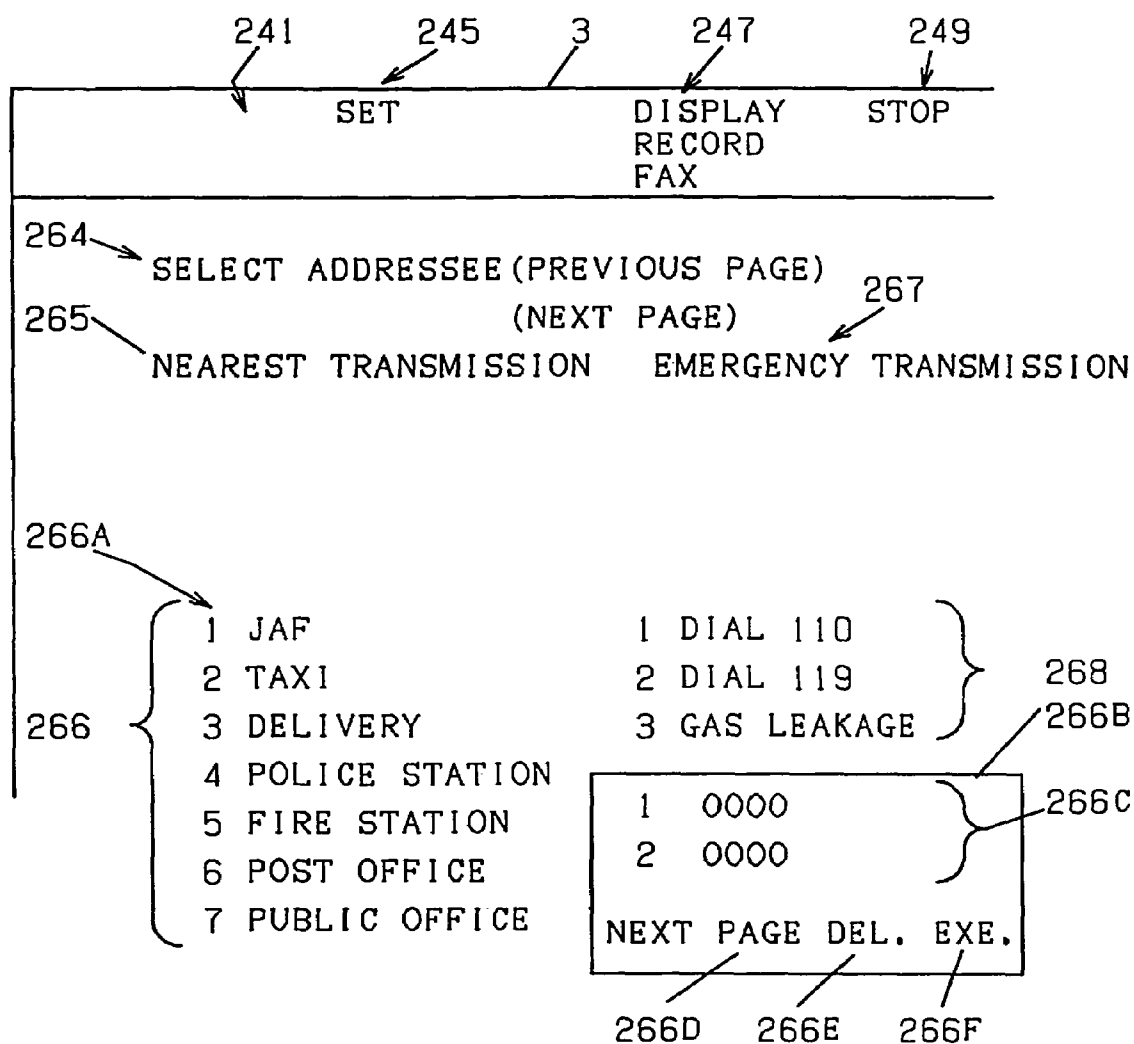 241 245 3 247 249
SET DISPLAY STOP
RECORD
FAX
264
SELECT ADDRESSEE (PREVIOUS PAGE)
267
265 (NEXT PAGE)
NEAREST TRANSMISSION EMERGENCY TRANSMISSION
266A
1 JAF 1 DIAL 110
2 TAXI 2 DIAL 119 268
266 3 DELIVERY 3 GAS LEAKAGE 266B
4 POLICE STATION
5 FIRE STATION 1 0000 266C
6 POST OFFICE 2 0000
7 PUBLIC OFFICE NEXT PAGE DEL. EXE.
266D 266E 266F